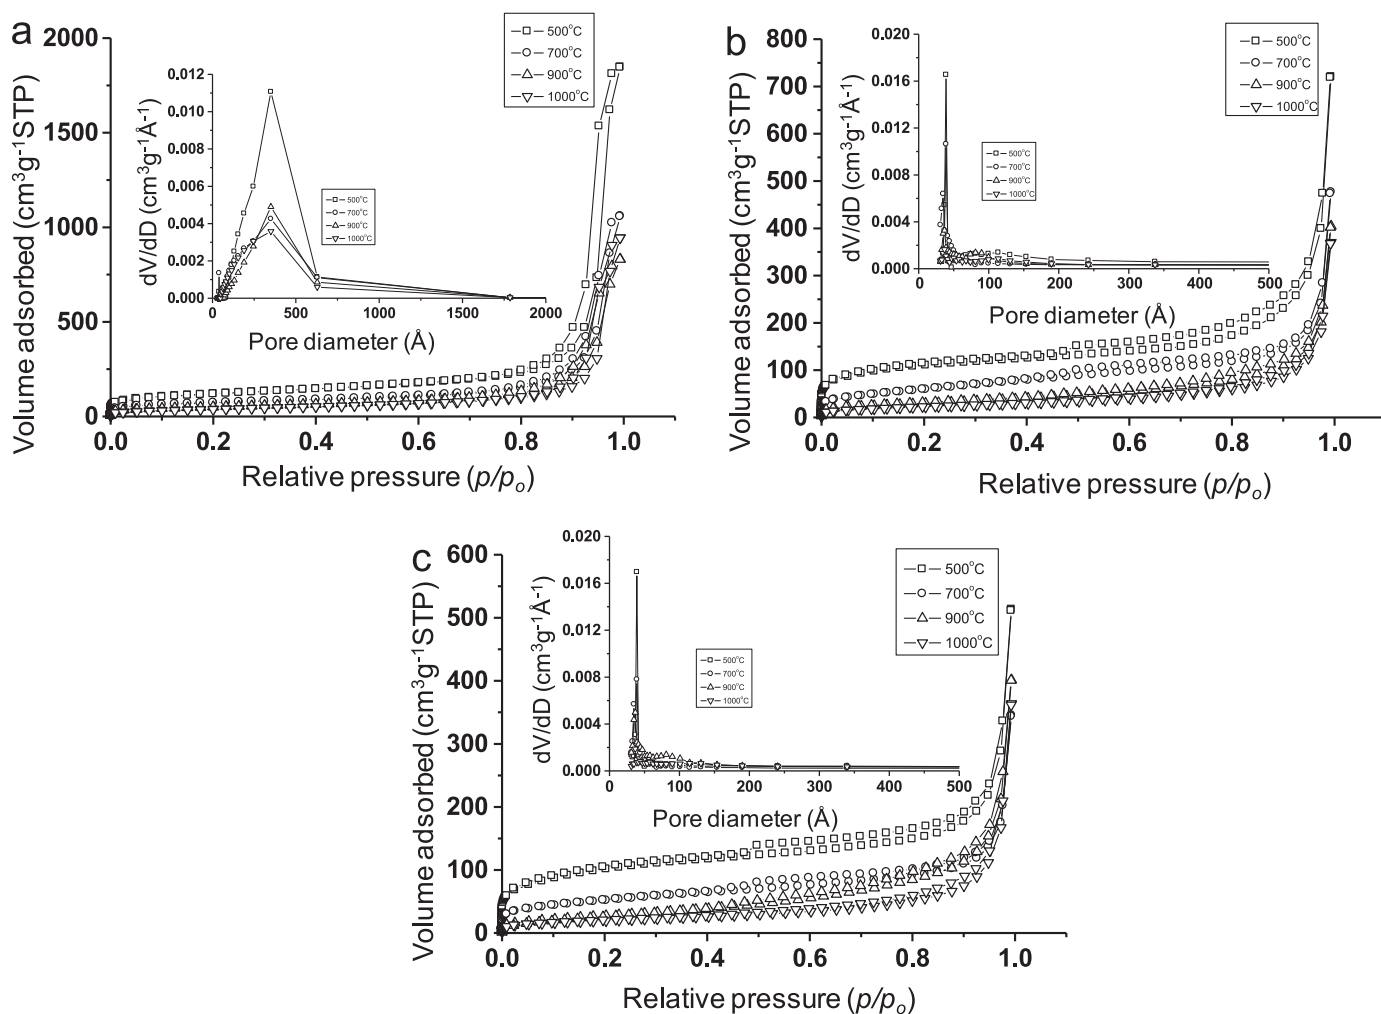 a
2000
1500
1000
500
0
0.0 0.2 0.4 0.6 0.8 1.0
Volume adsorbed (cm³g⁻¹STP)
Relative pressure (p/pₒ)
500°C
700°C
900°C
1000°C
0.012
0.010
0.008
0.006
0.004
0.002
0.000
0 500 1000 1500 2000
dV/dD (cm³g⁻¹Å⁻¹)
Pore diameter (Å)
500°C
700°C
900°C
1000°C
b
800
700
600
500
400
300
200
100
0
0.0 0.2 0.4 0.6 0.8 1.0
Volume adsorbed (cm³g⁻¹STP)
Relative pressure (p/pₒ)
500°C
700°C
900°C
1000°C
0.020
0.016
0.012
0.008
0.004
0.000
0 50 100 200 300 400 500
dV/dD (cm³g⁻¹Å⁻¹)
Pore diameter (Å)
500°C
700°C
900°C
1000°C
c
600
500
400
300
200
100
0
0.0 0.2 0.4 0.6 0.8 1.0
Volume adsorbed (cm³g⁻¹STP)
Relative pressure (p/pₒ)
500°C
700°C
900°C
1000°C
0.020
0.016
0.012
0.008
0.004
0.000
0 50 100 200 300 400 500
dV/dD (cm³g⁻¹Å⁻¹)
Pore diameter (Å)
500°C
700°C
900°C
1000°C